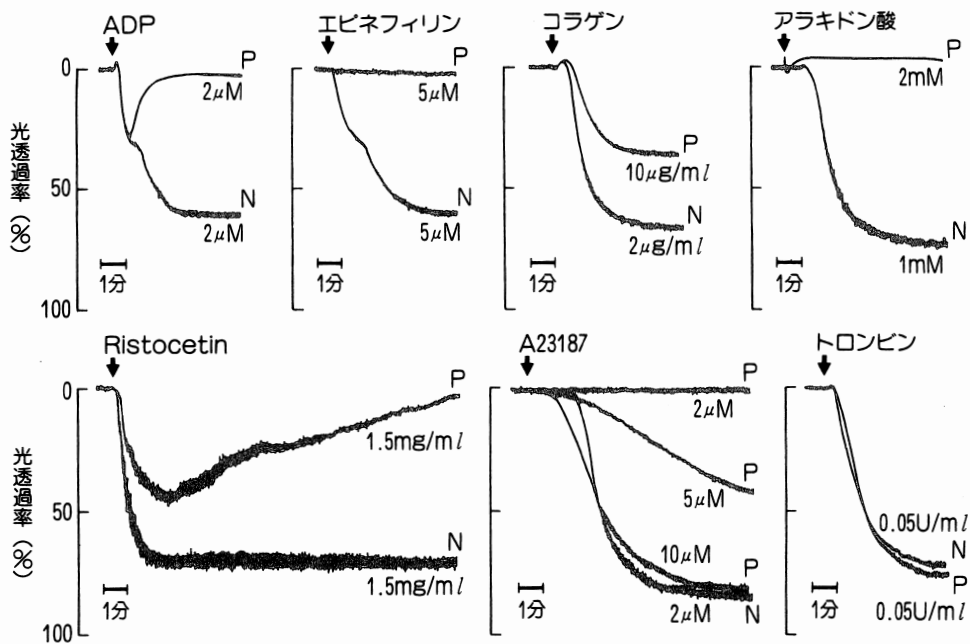 ADP
エピネフィリン
コラゲン
アラキドン酸
0
50
100
光透過率 (%)
P
2μM
N
2μM
1分
P
5μM
N
5μM
1分
P
10μg/ml
N
2μg/ml
1分
P
2mM
N
1mM
1分
Ristocetin
A23187
トロンビン
0
50
100
光透過率 (%)
P
1.5mg/ml
N
1.5mg/ml
1分
P
2μM
P
5μM
10μM
P
2μM
N
1分
0.05U/ml
N
P
0.05U/ml
1分